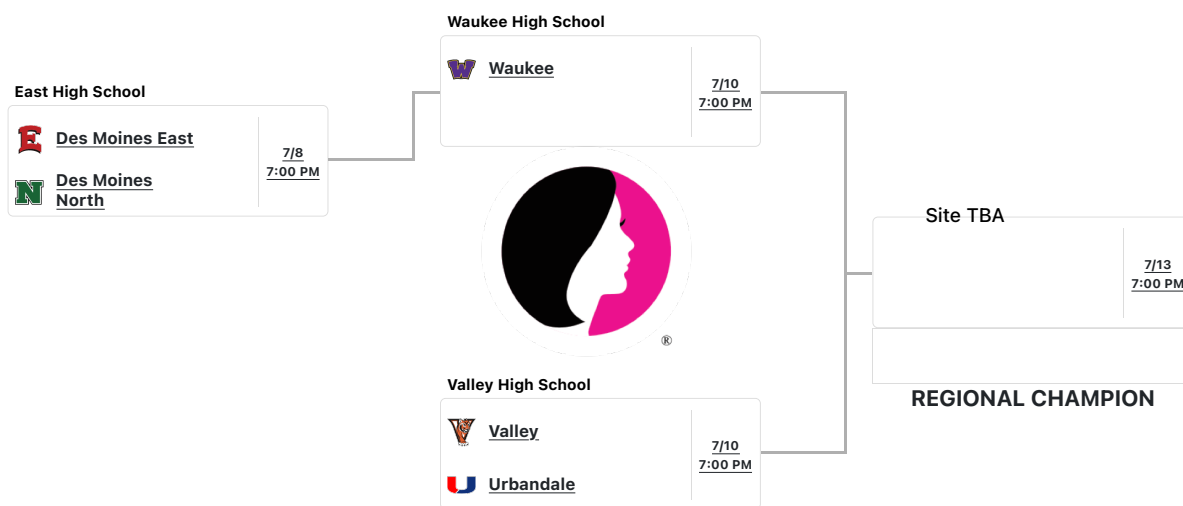 Waukee High School
Waukee
7/10
7:00 PM
East High School
Des Moines East
Des Moines
North
7/8
7:00 PM
Site TBA
7/13
7:00 PM
®
Valley High School
Valley
Urbandale
7/10
7:00 PM
REGIONAL CHAMPION
W
E
N
V
U